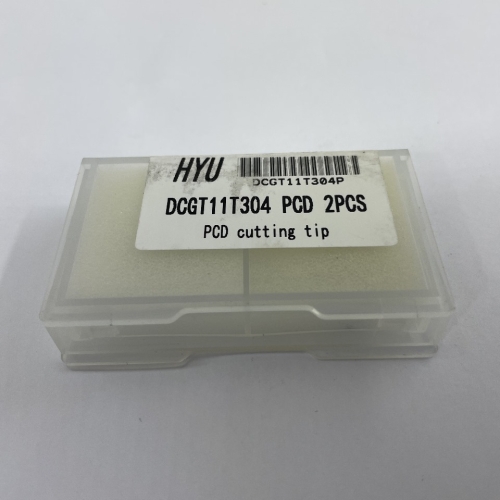 HYU
DCGT11T304P
DCGT11T304 PCD 2PCS
PCD cutting tip